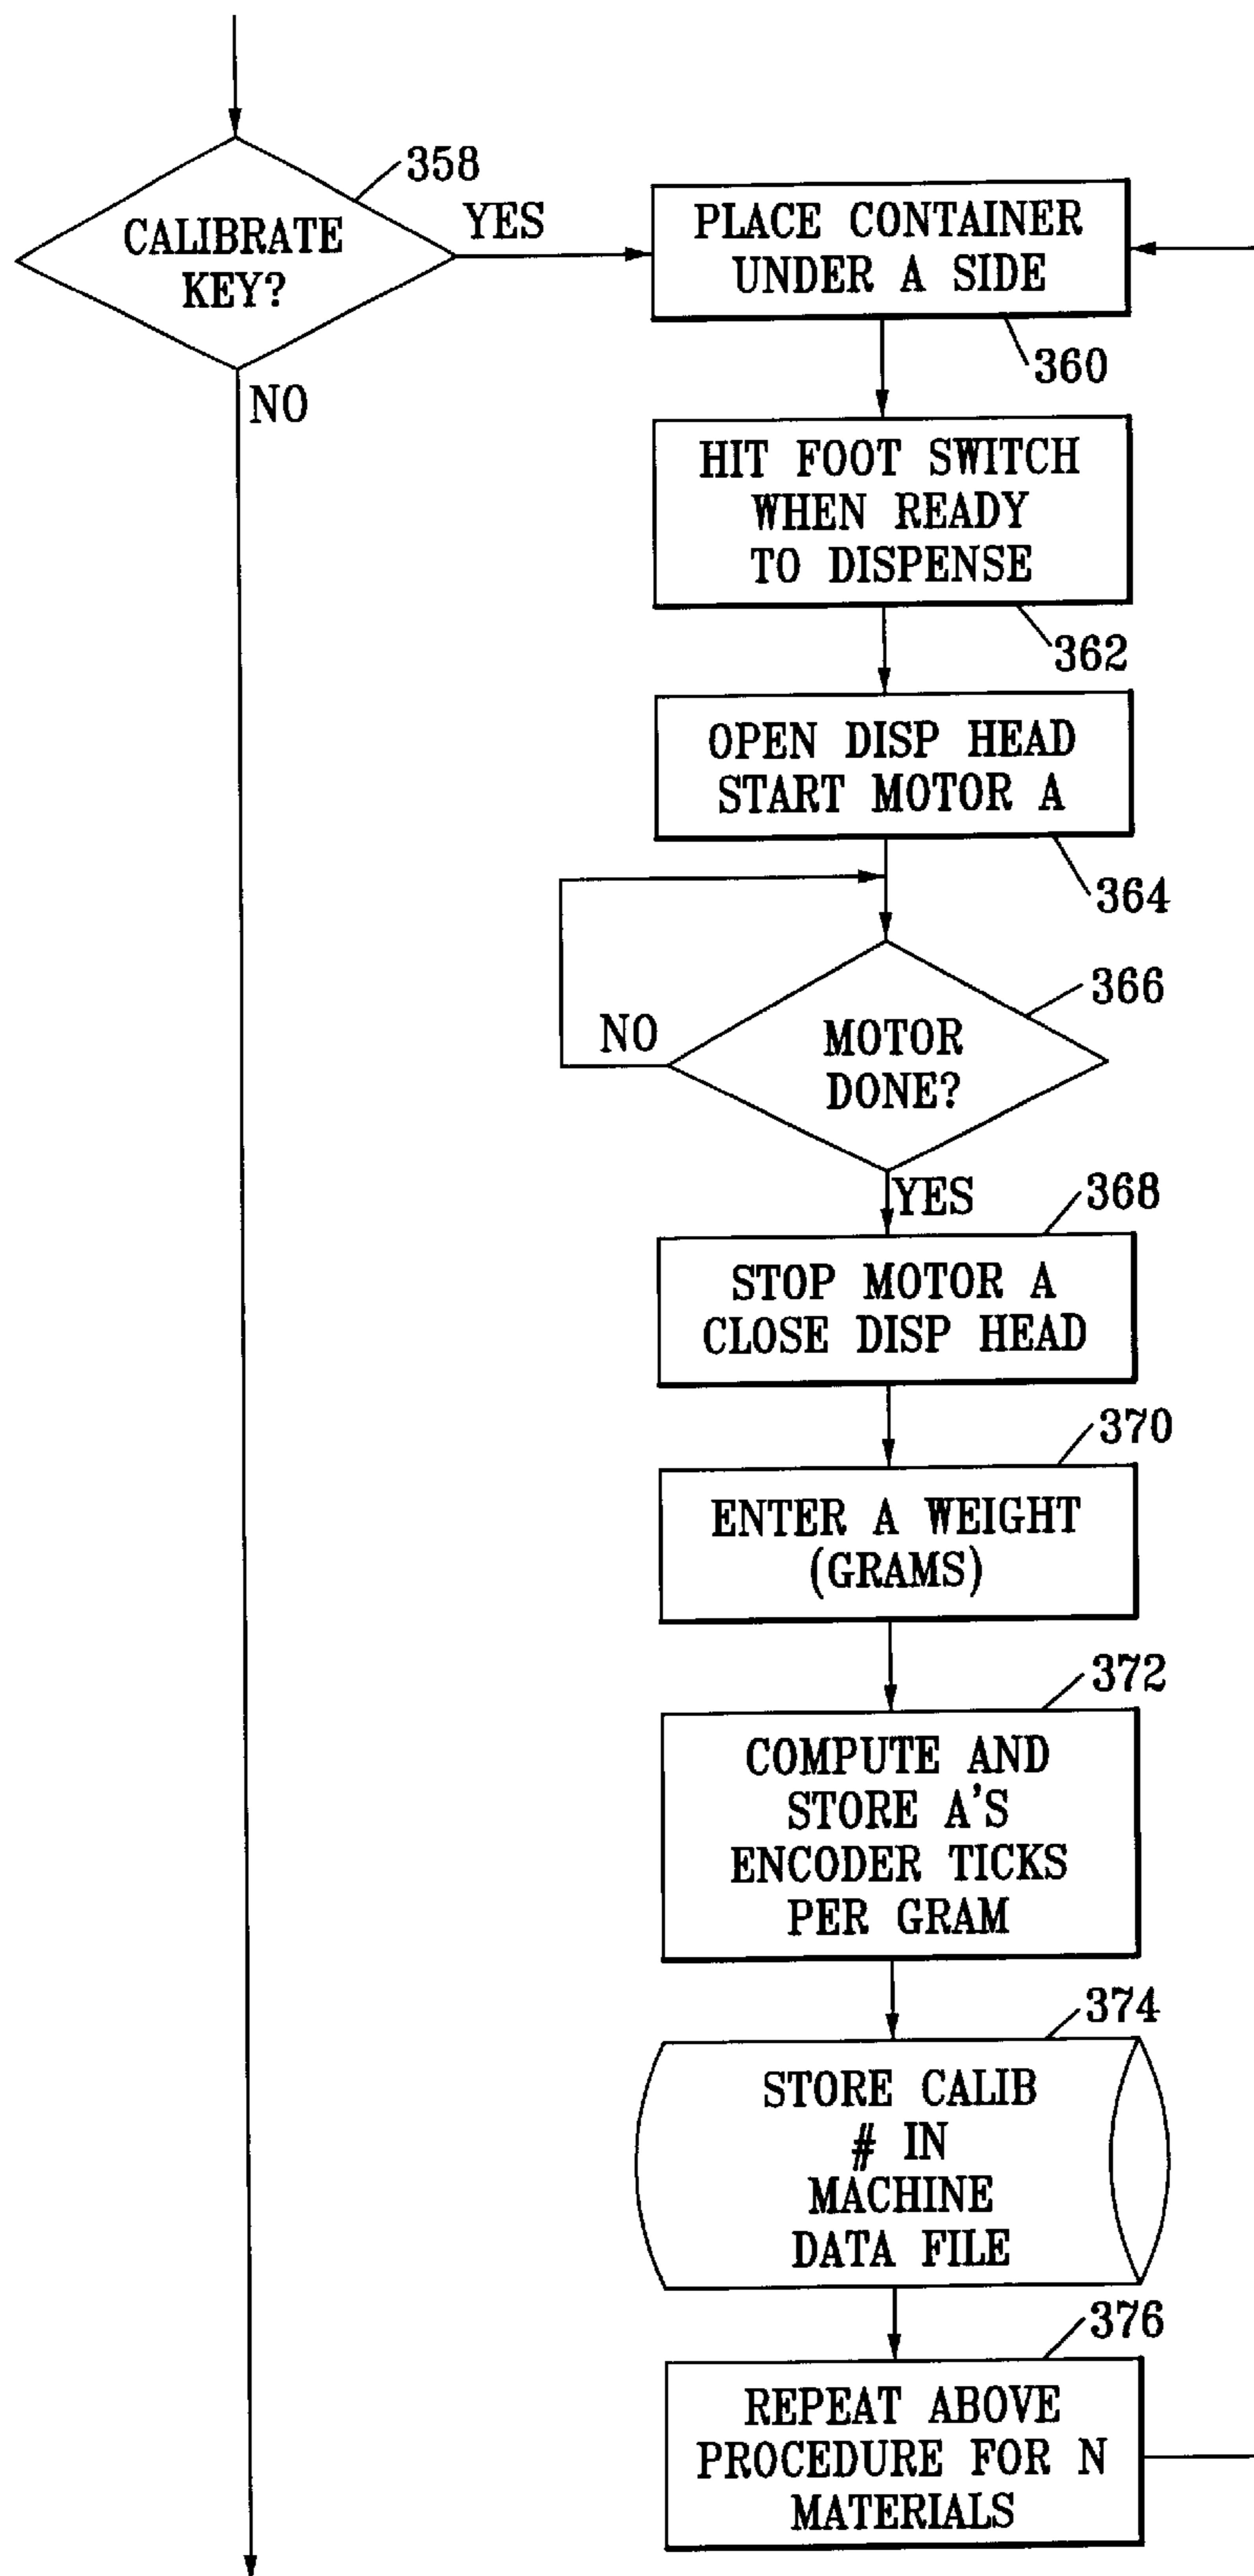 358
CALIBRATE
KEY?
YES
NO
PLACE CONTAINER
UNDER A SIDE
360
HIT FOOT SWITCH
WHEN READY
TO DISPENSE
362
OPEN DISP HEAD
START MOTOR A
364
366
NO
MOTOR
DONE?
YES
368
STOP MOTOR A
CLOSE DISP HEAD
370
ENTER A WEIGHT
(GRAMS)
372
COMPUTE AND
STORE A'S
ENCODER TICKS
PER GRAM
374
STORE CALIB
# IN
MACHINE
DATA FILE
376
REPEAT ABOVE
PROCEDURE FOR N
MATERIALS